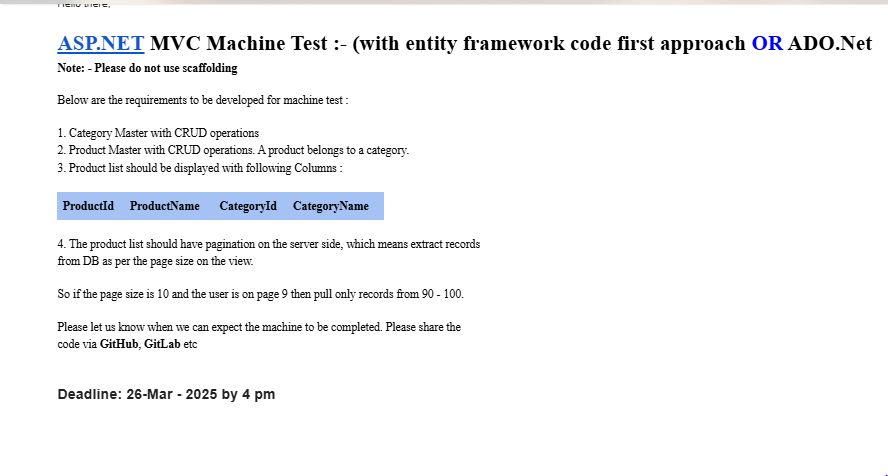 Hello there,
ASP.NET MVC Machine Test :- (with entity framework code first approach OR ADO.Net
Note: - Please do not use scaffolding
Below are the requirements to be developed for machine test :
1. Category Master with CRUD operations
2. Product Master with CRUD operations. A product belongs to a category.
3. Product list should be displayed with following Columns :
ProductId ProductName CategoryId CategoryName
4. The product list should have pagination on the server side, which means extract records
from DB as per the page size on the view.
So if the page size is 10 and the user is on page 9 then pull only records from 90 - 100.
Please let us know when we can expect the machine to be completed. Please share the
code via GitHub, GitLab etc
Deadline: 26-Mar - 2025 by 4 pm